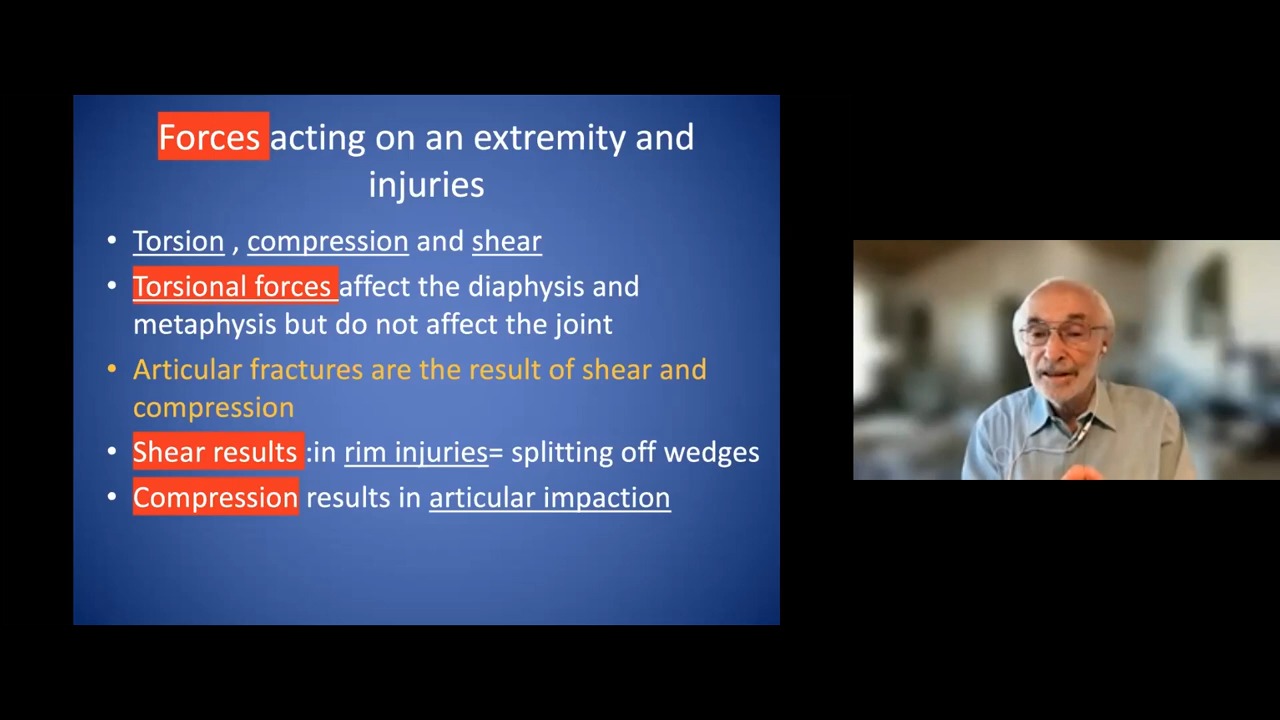 Forces acting on an extremity and
injuries
• Torsion , compression and shear
• Torsional forces affect the diaphysis and
metaphysis but do not affect the joint
• Articular fractures are the result of shear and
compression
• Shear results :in rim injuries= splitting off wedges
• Compression results in articular impaction